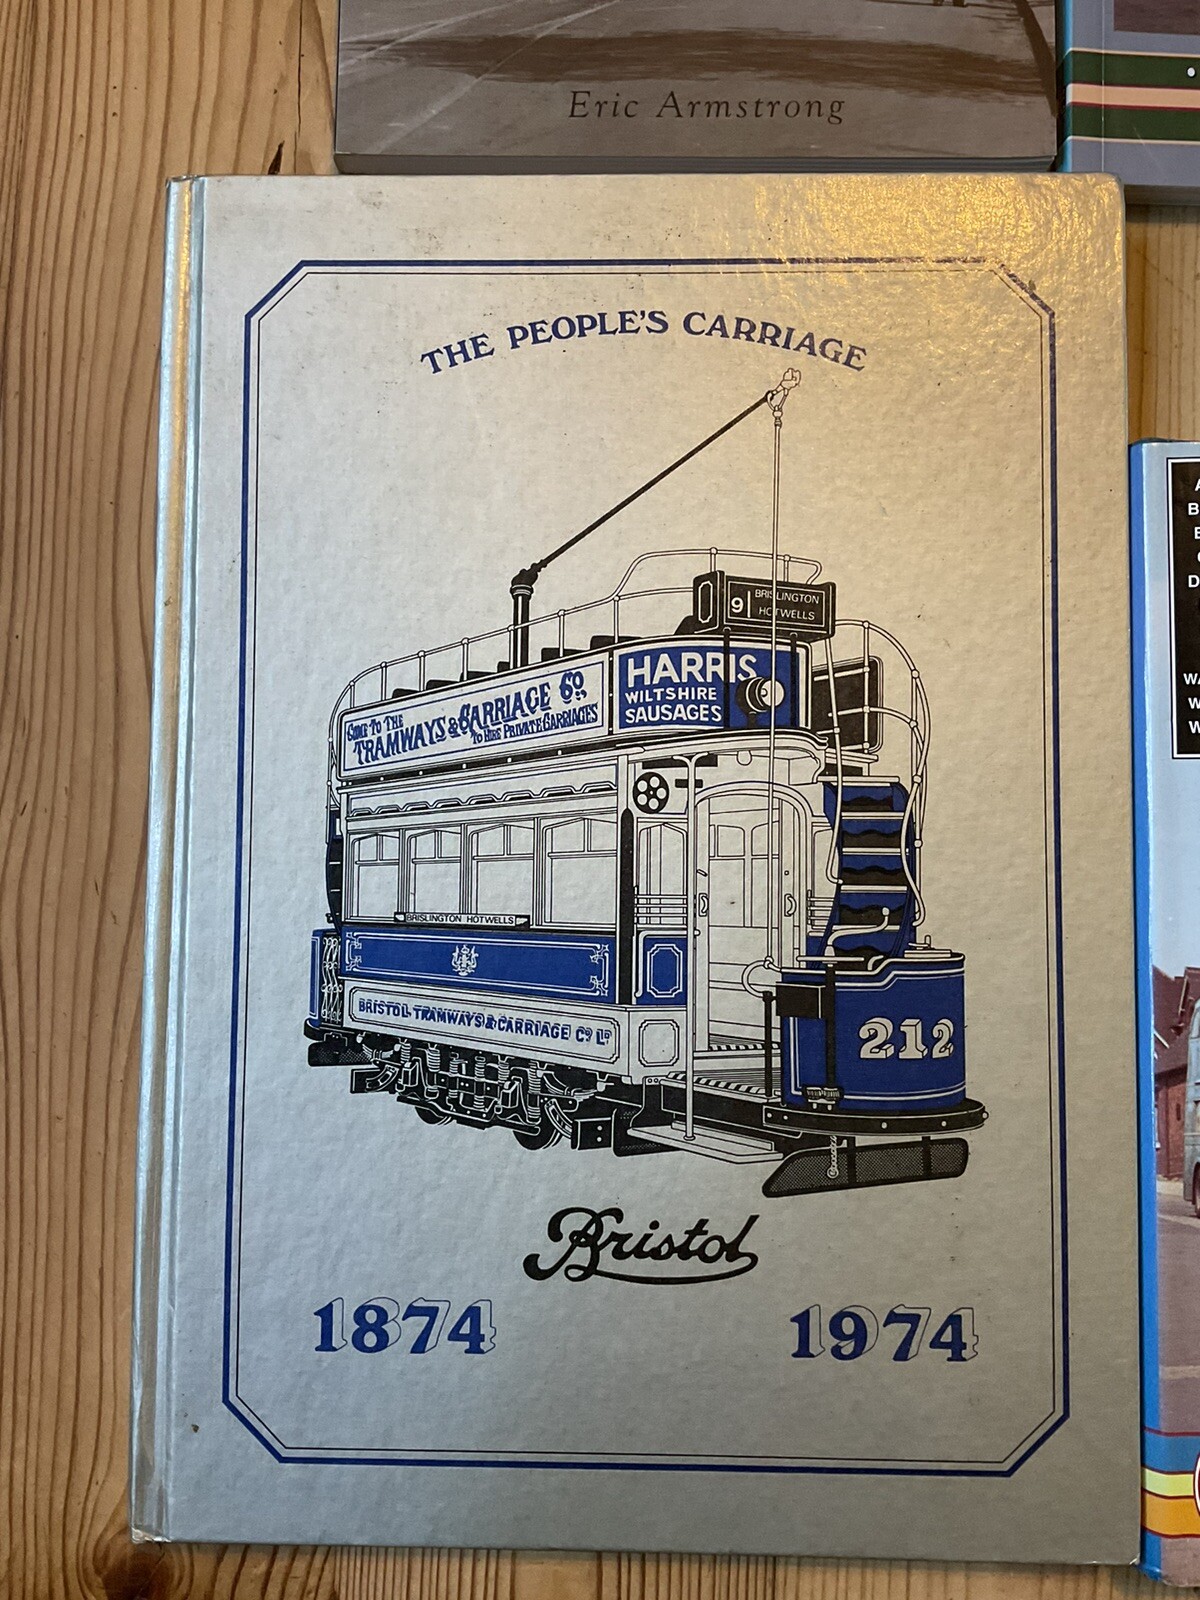 Eric Armstrong
THE PEOPLE'S CARRIAGE
9
BRISLINGTON
HOTWELLS
COME TO THE
TRAMWAYS & CARRIAGE Co.
TO HIRE PRIVATE CARRIAGES
HARRIS
WILTSHIRE
SAUSAGES
BRISLINGTON HOTWELLS
BRISTOL TRAMWAYS & CARRIAGE Co. LD
212
Bristol
1874
1974